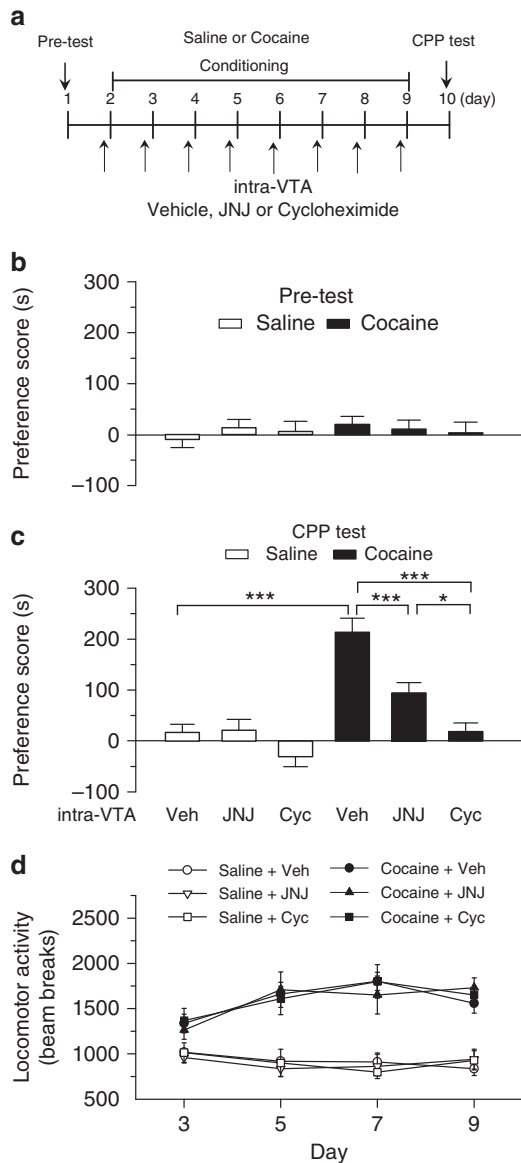 a
Pre-test
Saline or Cocaine
CPP test
Conditioning
1 2 3 4 5 6 7 8 9 10 (day)
intra-VTA
Vehicle, JNJ or Cycloheximide
b
Preference score (s)
300
200
100
0
−100
Pre-test
Saline Cocaine
c
Preference score (s)
300
200
100
0
−100
CPP test
Saline Cocaine
***
*** *** *
intra-VTA Veh JNJ Cyc Veh JNJ Cyc
d
Saline + Veh Cocaine + Veh
Saline + JNJ Cocaine + JNJ
Saline + Cyc Cocaine + Cyc
Locomotor activity
(beam breaks)
2500
2000
1500
1000
500
3 5 7 9
Day